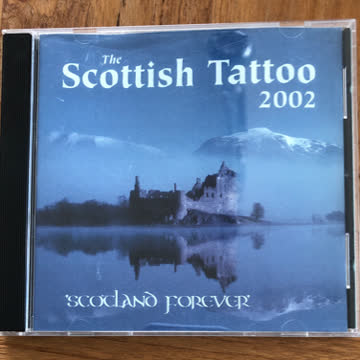 The
Scottish Tattoo
2002
'SCOTLAND FOREVER'